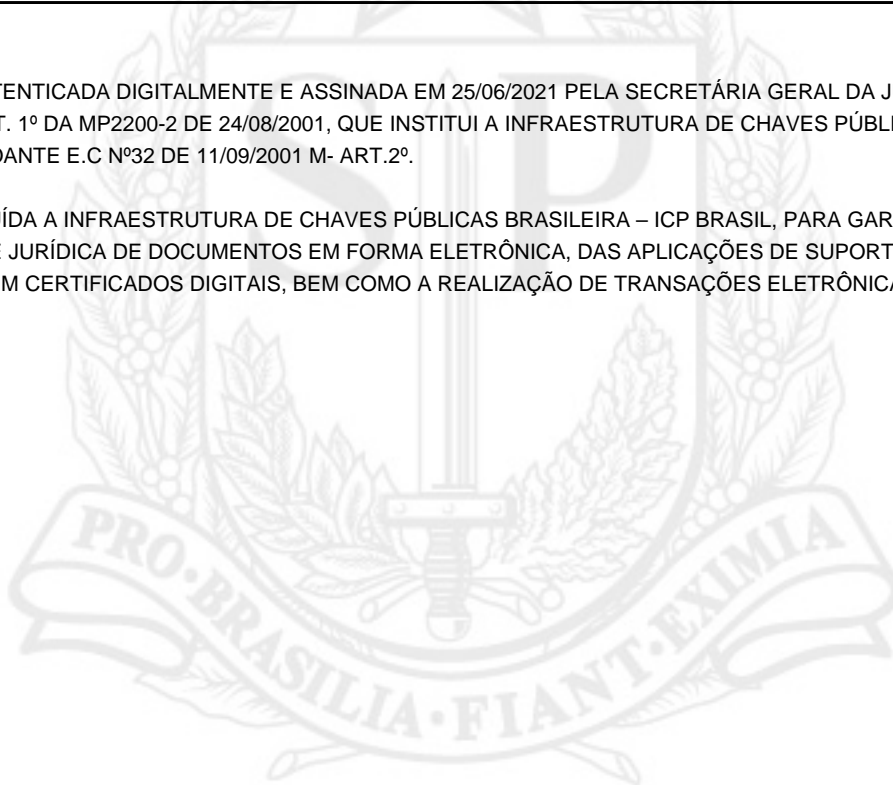 TENTICADA DIGITALMENTE E ASSINADA EM 25/06/2021 PELA SECRETÁRIA GERAL DA J
T. 1º DA MP2200-2 DE 24/08/2001, QUE INSTITUI A INFRAESTRUTURA DE CHAVES PÚBL
DANTE E.C Nº32 DE 11/09/2001 M- ART.2º.
UÍDA A INFRAESTRUTURA DE CHAVES PÚBLICAS BRASILEIRA – ICP BRASIL, PARA GAR
E JURÍDICA DE DOCUMENTOS EM FORMA ELETRÔNICA, DAS APLICAÇÕES DE SUPORT
M CERTIFICADOS DIGITAIS, BEM COMO A REALIZAÇÃO DE TRANSAÇÕES ELETRÔNICA
SP
PRO·BRASILIA·FIANT·EXIMIA